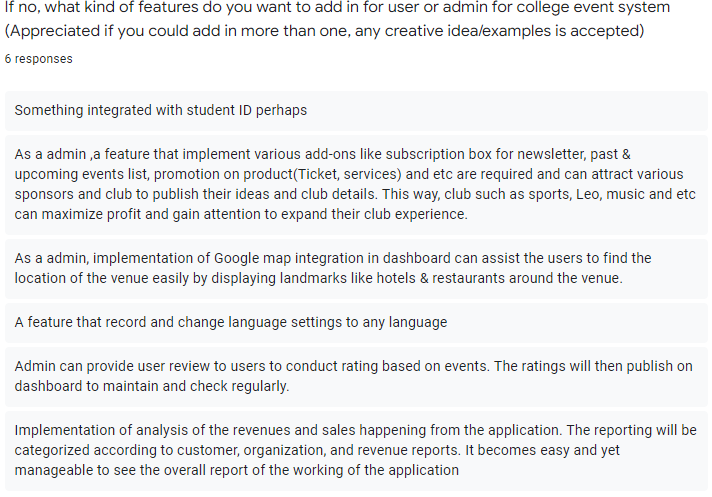 If no, what kind of features do you want to add in for user or admin for college event system
(Appreciated if you could add in more than one, any creative idea/examples is accepted)
6 responses
Something integrated with student ID perhaps
As a admin ,a feature that implement various add-ons like subscription box for newsletter, past &
upcoming events list, promotion on product(Ticket, services) and etc are required and can attract various
sponsors and club to publish their ideas and club details. This way, club such as sports, Leo, music and etc
can maximize profit and gain attention to expand their club experience.
As a admin, implementation of Google map integration in dashboard can assist the users to find the
location of the venue easily by displaying landmarks like hotels & restaurants around the venue.
A feature that record and change language settings to any language
Admin can provide user review to users to conduct rating based on events. The ratings will then publish on
dashboard to maintain and check regularly.
Implementation of analysis of the revenues and sales happening from the application. The reporting will be
categorized according to customer, organization, and revenue reports. It becomes easy and yet
manageable to see the overall report of the working of the application